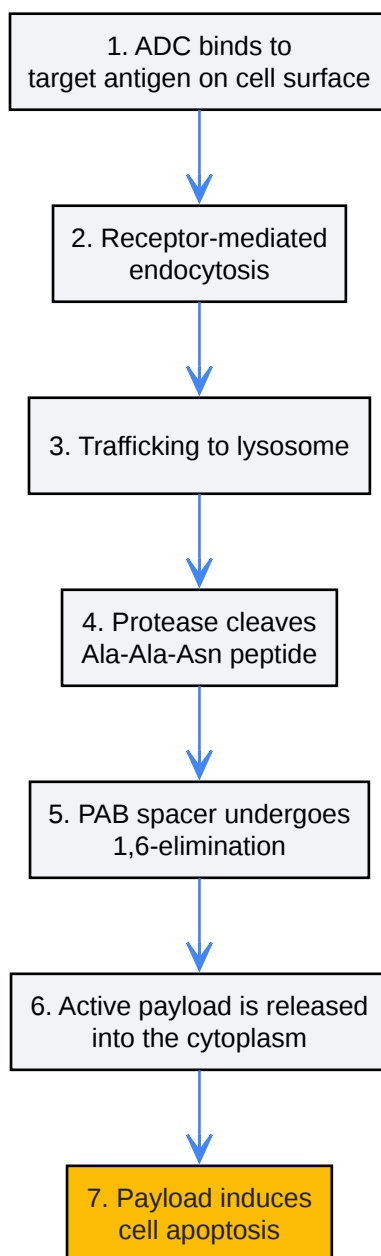 1. ADC binds to
target antigen on cell surface
2. Receptor-mediated
endocytosis
3. Trafficking to lysosome
4. Protease cleaves
Ala-Ala-Asn peptide
5. PAB spacer undergoes
1,6-elimination
6. Active payload is released
into the cytoplasm
7. Payload induces
cell apoptosis